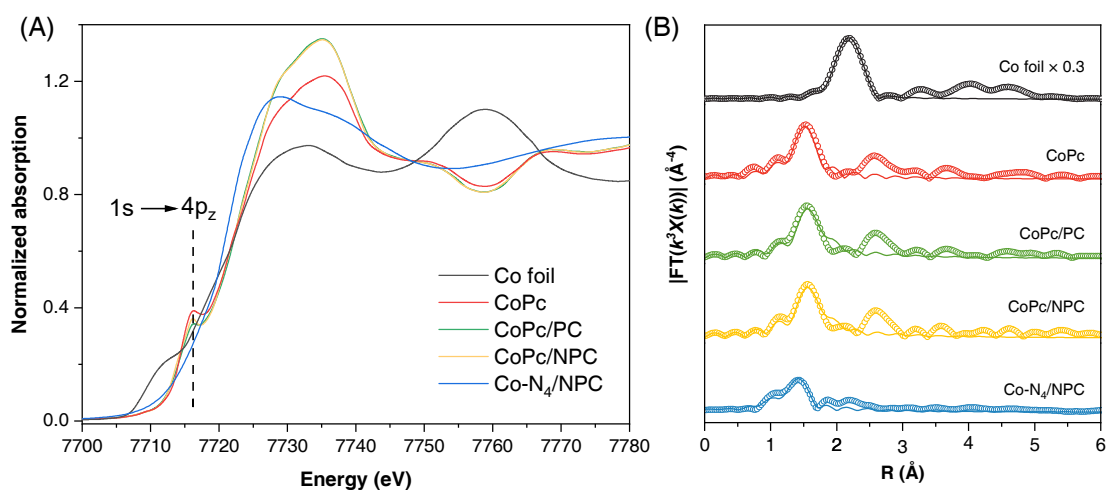 (A)
Normalized absorption
1.2
0.8
0.4
0.0
1s → 4pz
Co foil
CoPc
CoPc/PC
CoPc/NPC
Co-N₄/NPC
7700 7710 7720 7730 7740 7750 7760 7770 7780
Energy (eV)
(B)
|FT(k³X(k))| (Å⁻⁴)
Co foil × 0.3
CoPc
CoPc/PC
CoPc/NPC
Co-N₄/NPC
0 1 2 3 4 5 6
R (Å)